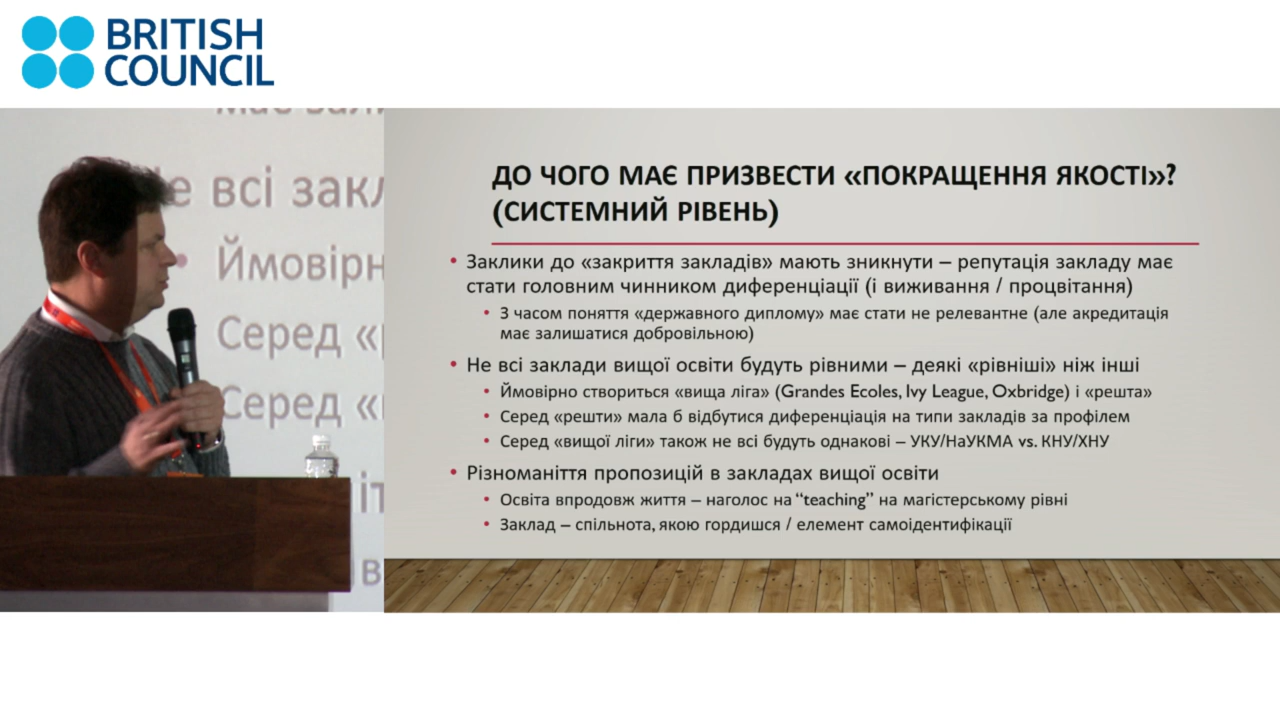 BRITISH
COUNCIL
е всі закл
Ймовірн
Серед «р
ДО ЧОГО МАЄ ПРИЗВЕСТИ «ПОКРАЩЕННЯ ЯКОСТІ»?
(СИСТЕМНИЙ РІВЕНЬ)
• Заклики до «закриття закладів» мають зникнути – репутація закладу має
стати головним чинником диференціації (і виживання / процвітання)
• З часом поняття «державного диплому» має стати не релевантне (але акредитація
має залишатися добровільною)
• Не всі заклади вищої освіти будуть рівними – деякі «рівніші» ніж інші
• Ймовірно створиться «вища ліга» (Grandes Ecoles, Ivy League, Oxbridge) і «решта»
• Серед «решти» мала б відбутися диференціація на типи закладів за профілем
• Серед «вищої ліги» також не всі будуть однакові – УКУ/НаУКМА vs. КНУ/ХНУ
• Різноманіття пропозицій в закладах вищої освіти
• Освіта впродовж життя – наголос на “teaching” на магістерському рівні
• Заклад – спільнота, якою гордишся / елемент самоідентифікації